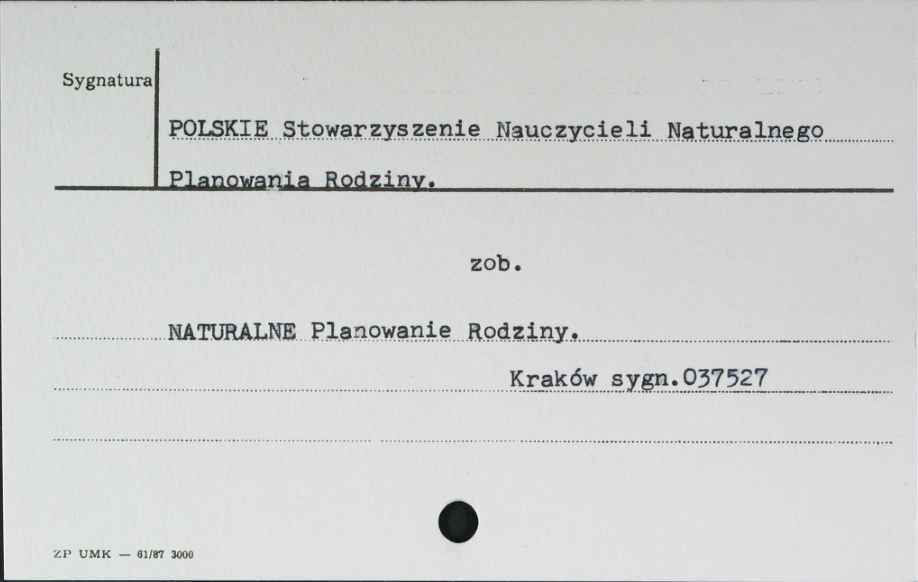 Sygnatura
POLSKIE Stowarzyszenie Nauczycieli Naturalnego
Planowania Rodziny.
zob.
NATURALNE Planowanie Rodziny.
Kraków sygn.037527
ZP UMK — 61/87 3000